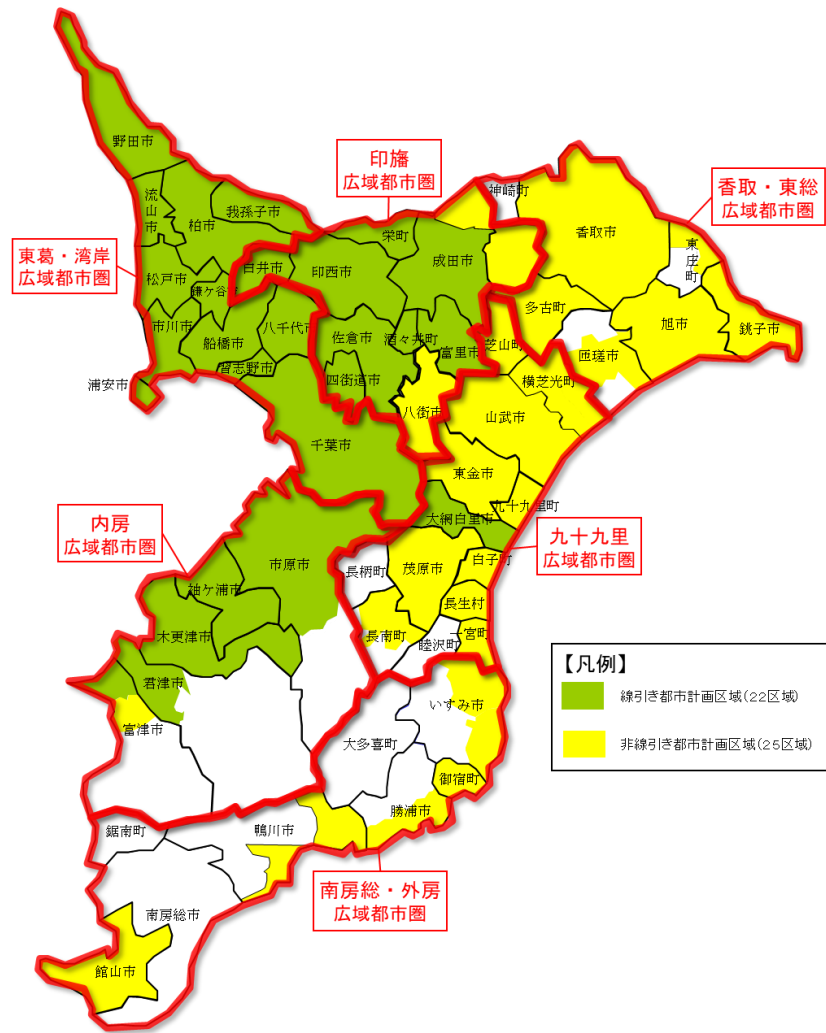 野田市
印旛
広域都市圏
香取・東総
広域都市圏
東葛・湾岸
広域都市圏
流山市
柏市
我孫子市
栄町
神崎町
香取市
東庄町
松戸市
鎌ケ谷市
白井市
印西市
成田市
多古町
旭市
銚子市
市川市
船橋市
八千代市
佐倉市
酒々井町
富里市
芝山町
匝瑳市
浦安市
習志野市
四街道市
八街市
横芝光町
山武市
千葉市
東金市
九十九里町
大網白里市
内房
広域都市圏
九十九里
広域都市圏
市原市
長柄町
茂原市
白子町
袖ケ浦市
長生村
木更津市
長南町
睦沢町
一宮町
君津市
富津市
いすみ市
大多喜町
御宿町
勝浦市
鋸南町
鴨川市
南房総・外房
広域都市圏
南房総市
館山市
【凡例】
線引き都市計画区域(22区域)
非線引き都市計画区域(25区域)